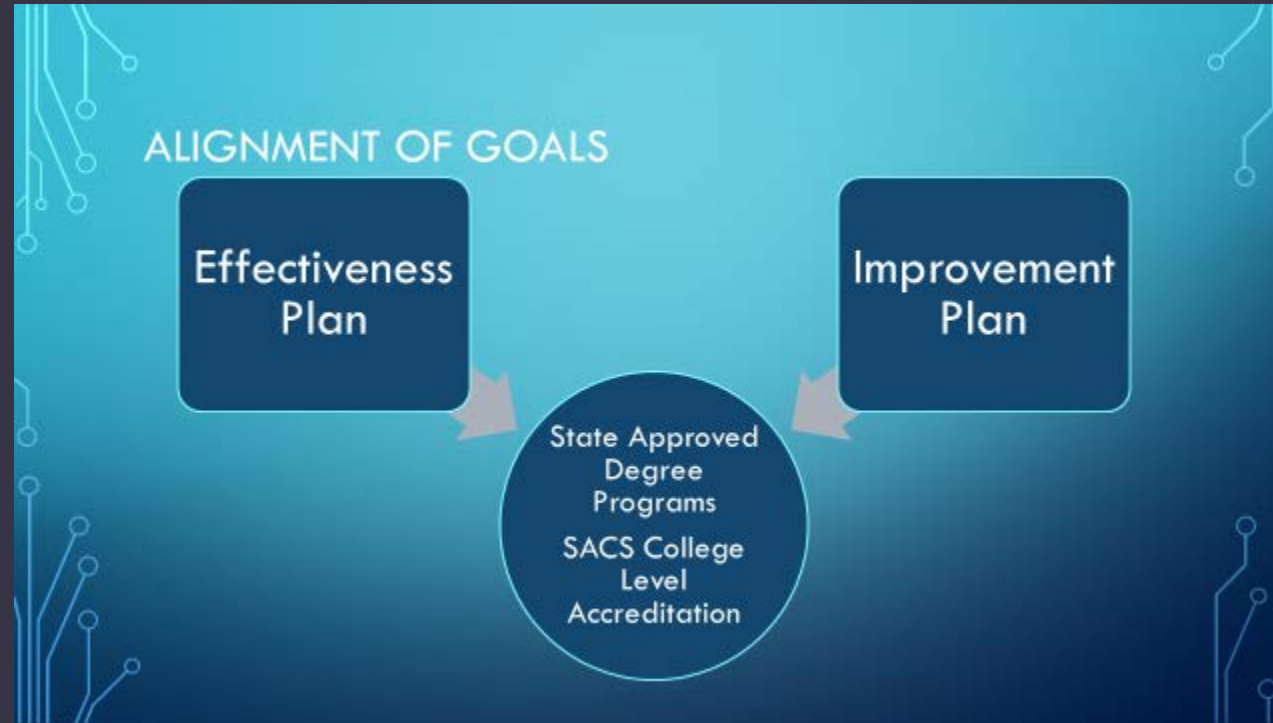 ALIGNMENT OF GOALS
Effectiveness
Plan
Improvement
Plan
State Approved
Degree
Programs
SACS College
Level
Accreditation